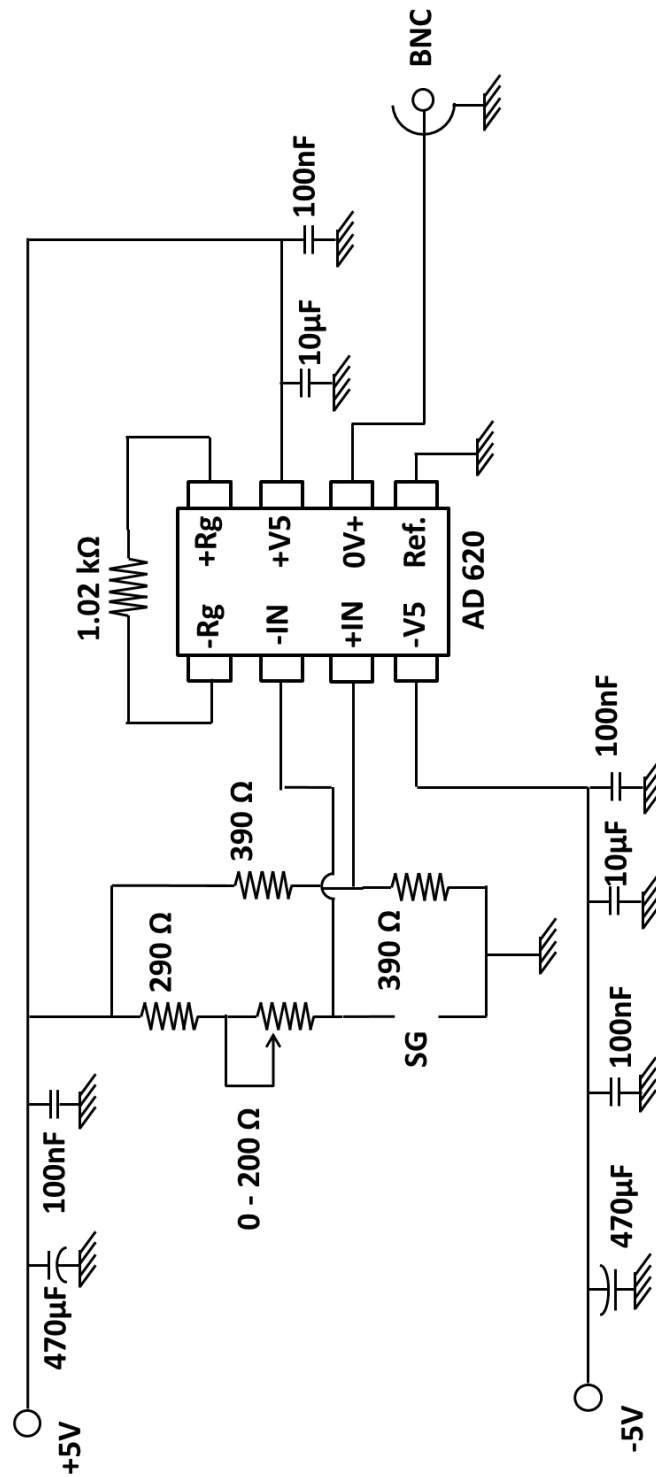 +5V
470µF
100nF
0 - 200 Ω
290 Ω
390 Ω
SG
390 Ω
1.02 kΩ
-Rg
+Rg
-IN
+V5
+IN
0V+
-V5
Ref.
AD 620
10µF
100nF
BNC
-5V
470µF
100nF
10µF
100nF